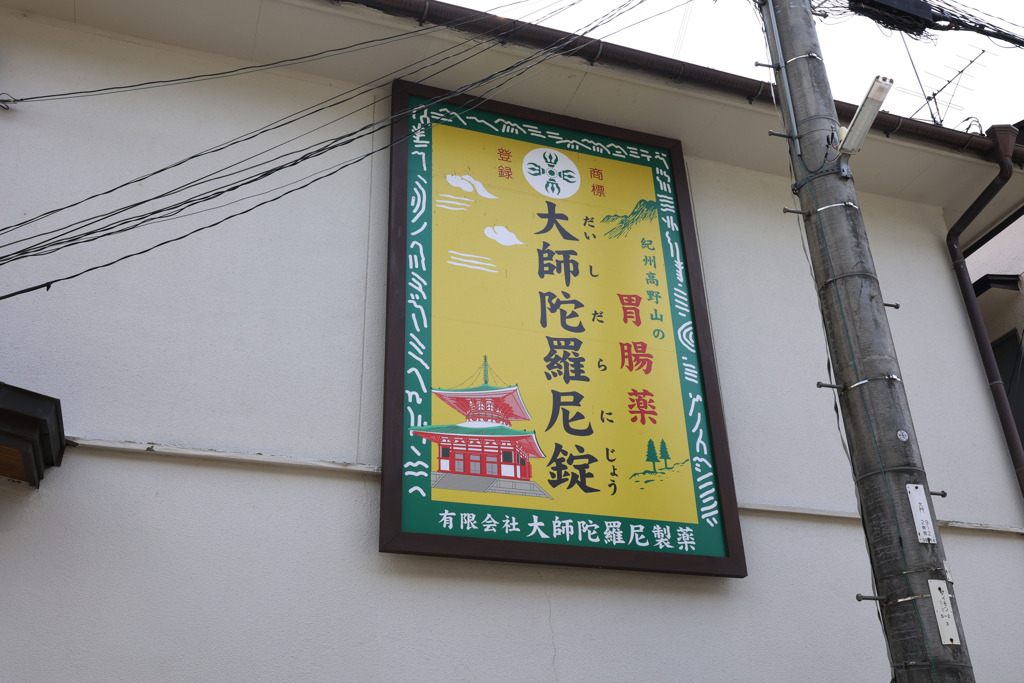 登録
商標
紀州高野山の
胃腸薬
大師陀羅尼錠
だいしだらにじょう
有限会社 大師陀羅尼製薬